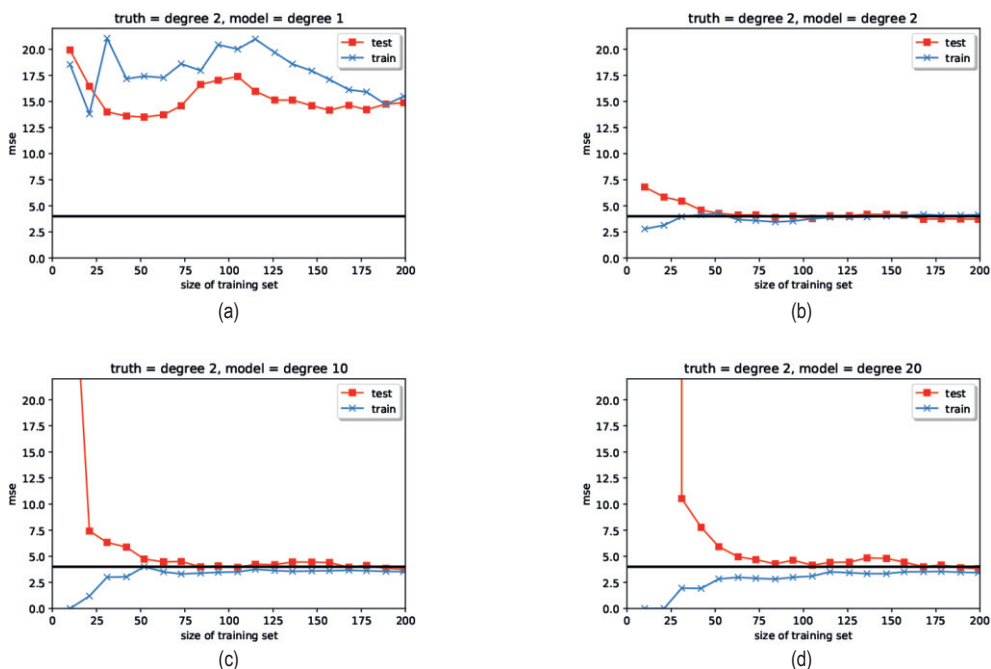 truth = degree 2, model = degree 1
20.0
17.5
15.0
12.5
10.0
7.5
5.0
2.5
0.0
mse
test
train
0 25 50 75 100 125 150 175 200
size of training set
(a)
truth = degree 2, model = degree 2
20.0
17.5
15.0
12.5
10.0
7.5
5.0
2.5
0.0
mse
test
train
0 25 50 75 100 125 150 175 200
size of training set
(b)
truth = degree 2, model = degree 10
20.0
17.5
15.0
12.5
10.0
7.5
5.0
2.5
0.0
mse
test
train
0 25 50 75 100 125 150 175 200
size of training set
(c)
truth = degree 2, model = degree 20
20.0
17.5
15.0
12.5
10.0
7.5
5.0
2.5
0.0
mse
test
train
0 25 50 75 100 125 150 175 200
size of training set
(d)